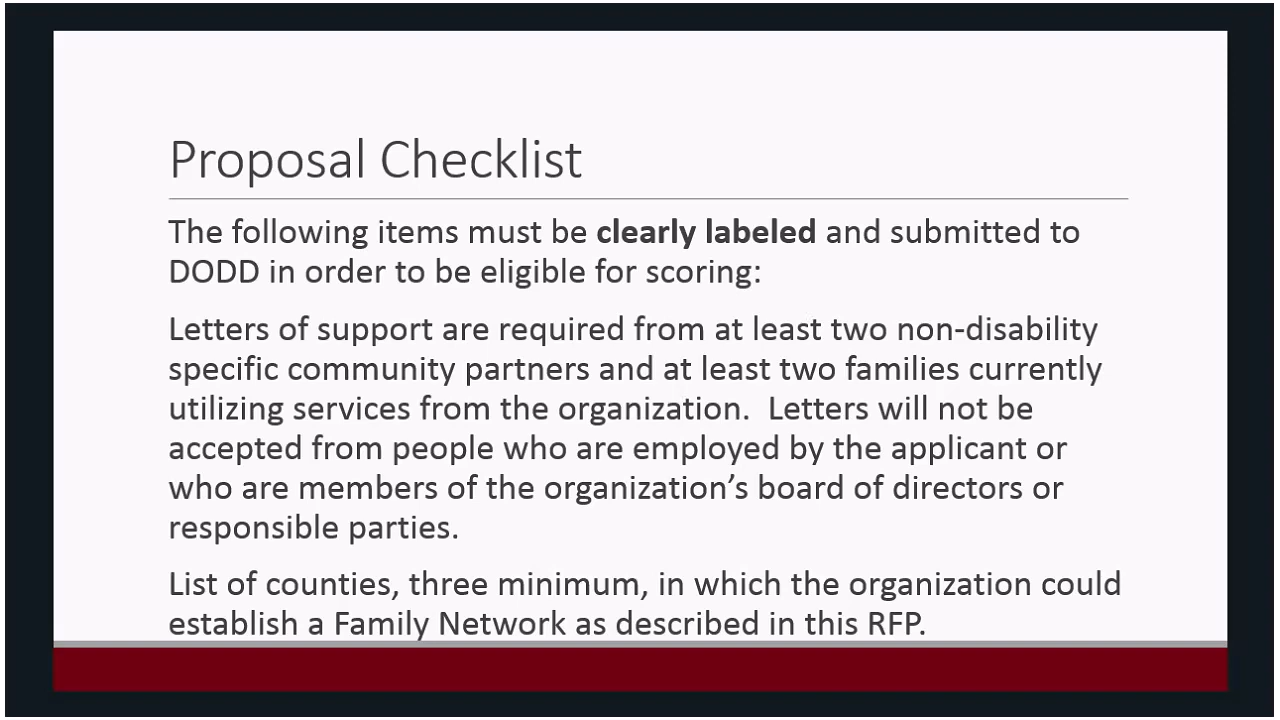 Proposal Checklist
The following items must be clearly labeled and submitted to
DODD in order to be eligible for scoring:
Letters of support are required from at least two non-disability
specific community partners and at least two families currently
utilizing services from the organization.  Letters will not be
accepted from people who are employed by the applicant or
who are members of the organization’s board of directors or
responsible parties.
List of counties, three minimum, in which the organization could
establish a Family Network as described in this RFP.